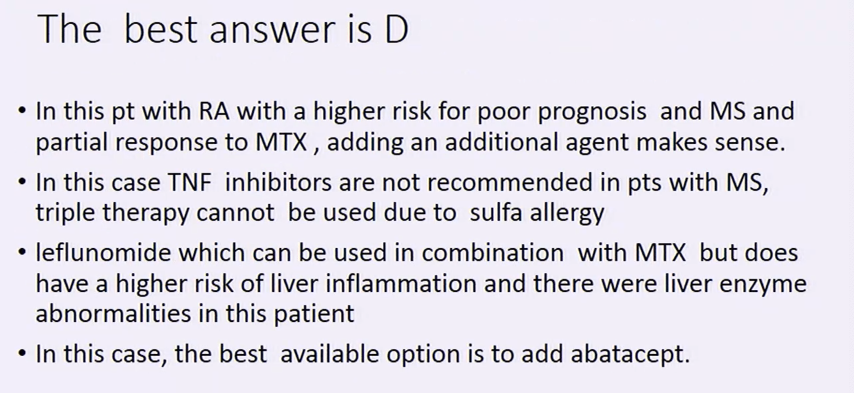 The best answer is D
• In this pt with RA with a higher risk for poor prognosis and MS and
partial response to MTX , adding an additional agent makes sense.
• In this case TNF inhibitors are not recommended in pts with MS,
triple therapy cannot be used due to sulfa allergy
• leflunomide which can be used in combination with MTX but does
have a higher risk of liver inflammation and there were liver enzyme
abnormalities in this patient
• In this case, the best available option is to add abatacept.